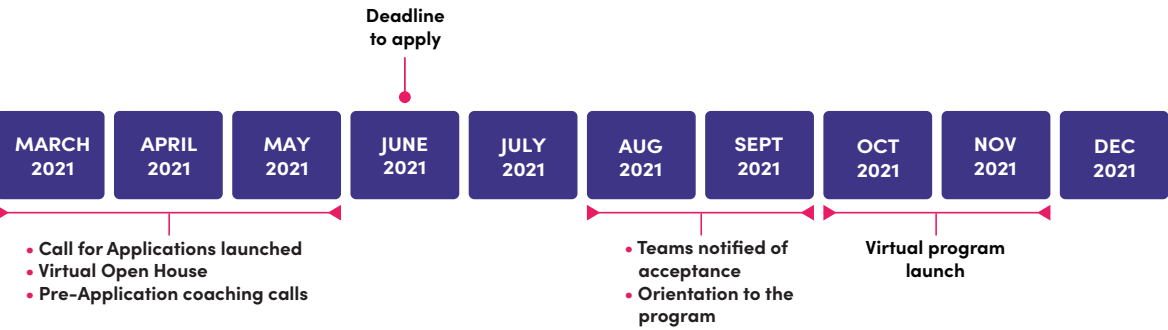 Deadline
to apply
MARCH
2021
APRIL
2021
MAY
2021
JUNE
2021
JULY
2021
AUG
2021
SEPT
2021
OCT
2021
NOV
2021
DEC
2021
• Call for Applications launched
• Virtual Open House
• Pre-Application coaching calls
• Teams notified of
acceptance
• Orientation to the
program
Virtual program
launch